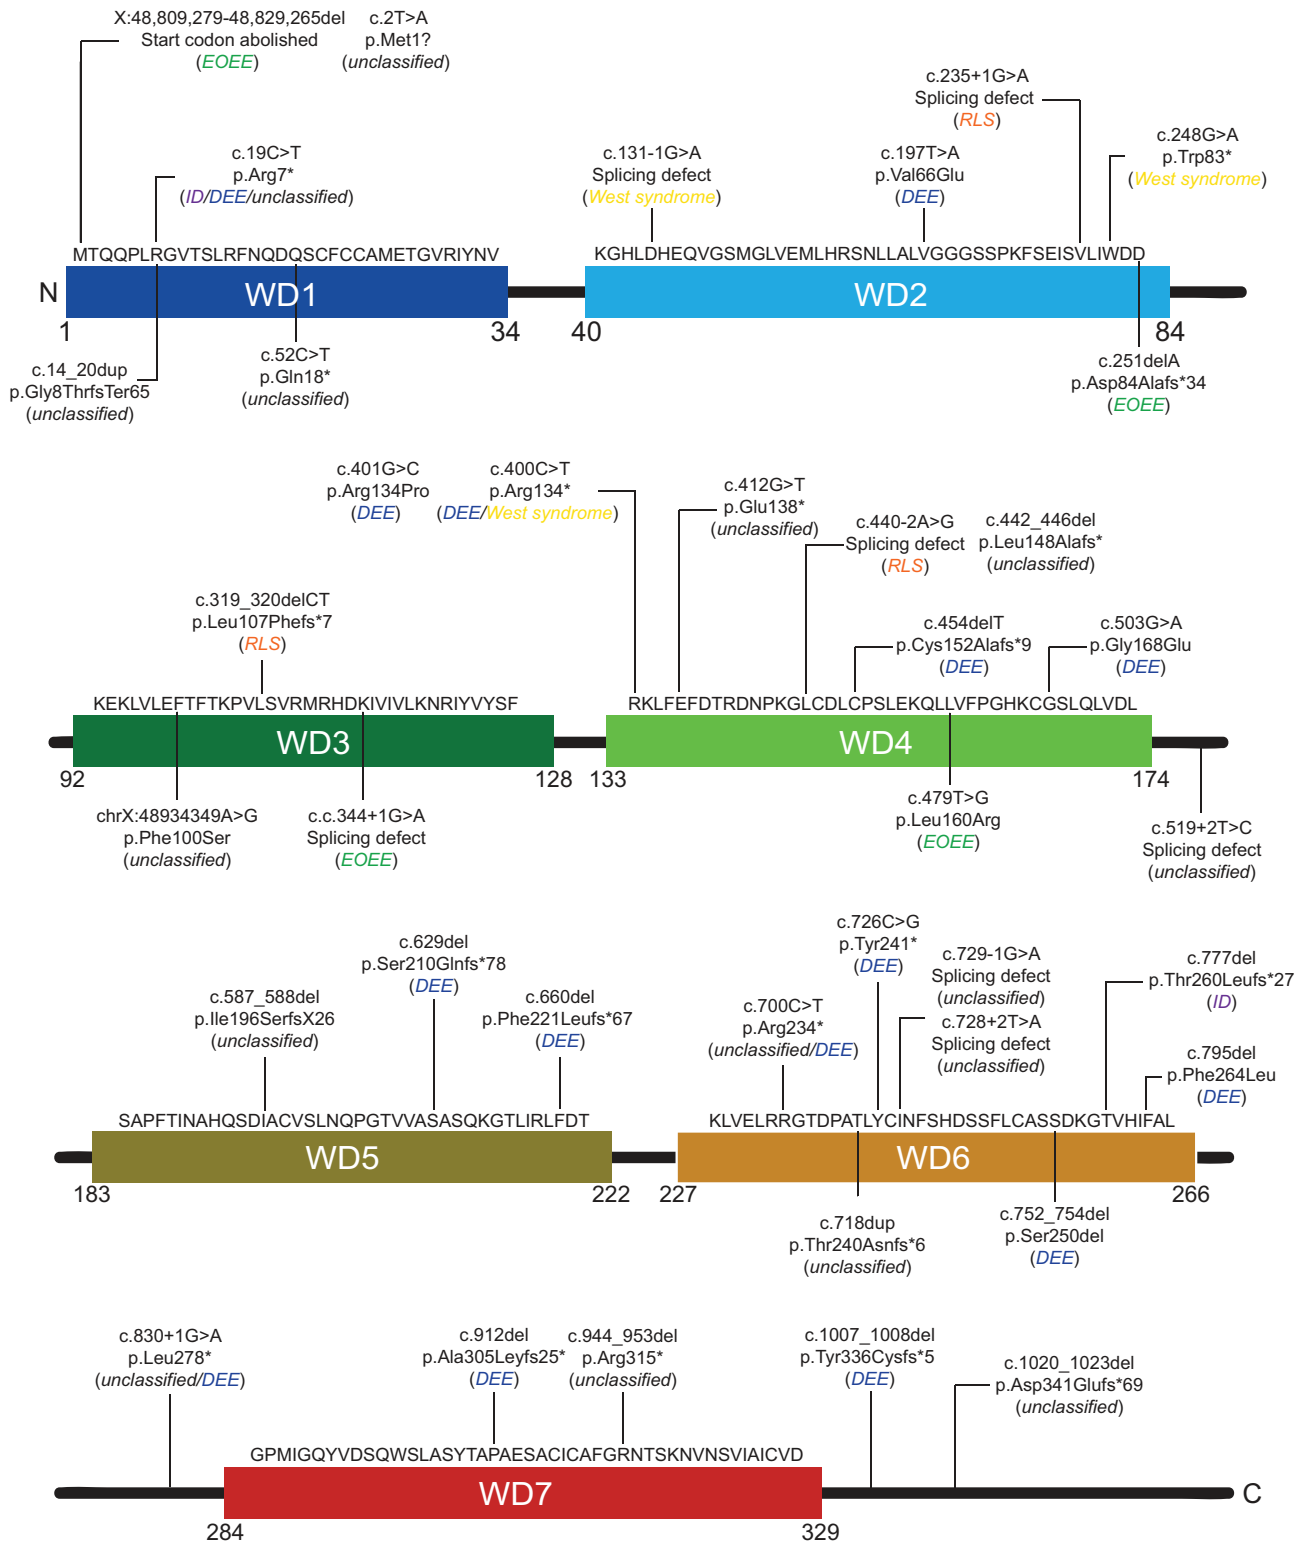 X:48,809,279-48,829,265del
Start codon abolished
(EOEE)
c.2T>A
p.Met1?
(unclassified)
c.19C>T
p.Arg7*
(ID/DEE/unclassified)
c.131-1G>A
Splicing defect
(West syndrome)
c.197T>A
p.Val66Glu
(DEE)
c.235+1G>A
Splicing defect
(RLS)
c.248G>A
p.Trp83*
(West syndrome)
MTQQPLRGVTSLRFNQDQSCFCCAMETGVRIYNV
KGHLDHEQVGSMGLVEMLHRSNLLALVGGGSSPKFSEISVLIWDD
N
WD1
WD2
1
34
40
84
c.14_20dup
p.Gly8ThrfsTer65
(unclassified)
c.52C>T
p.Gln18*
(unclassified)
c.251delA
p.Asp84Alafs*34
(EOEE)
c.401G>C
p.Arg134Pro
(DEE)
c.400C>T
p.Arg134*
(DEE/West syndrome)
c.412G>T
p.Glu138*
(unclassified)
c.440-2A>G
Splicing defect
(RLS)
c.442_446del
p.Leu148Alafs*
(unclassified)
c.319_320delCT
p.Leu107Phefs*7
(RLS)
c.454delT
p.Cys152Alafs*9
(DEE)
c.503G>A
p.Gly168Glu
(DEE)
KEKLVLEFTFTKPVLSVRMRHDKIVIVLKNRIYVYSF
RKLFEFDTRDNPKGLCDLCPSLEKQLLVFPGHKCGSLQLVDL
WD3
WD4
92
128
133
174
chrX:48934349A>G
p.Phe100Ser
(unclassified)
c.c.344+1G>A
Splicing defect
(EOEE)
c.479T>G
p.Leu160Arg
(EOEE)
c.519+2T>C
Splicing defect
(unclassified)
c.587_588del
p.Ile196SerfsX26
(unclassified)
c.629del
p.Ser210Glnfs*78
(DEE)
c.660del
p.Phe221Leufs*67
(DEE)
c.700C>T
p.Arg234*
(unclassified/DEE)
c.726C>G
p.Tyr241*
(DEE)
c.729-1G>A
Splicing defect
(unclassified)
c.728+2T>A
Splicing defect
(unclassified)
c.777del
p.Thr260Leufs*27
(ID)
c.795del
p.Phe264Leu
(DEE)
SAPFTINAHQSDIACVSLNQPGTVVASASQKGTLIRLFDT
KLVELRRGTDPATLYCINFSHDSSFLCASSDKGTVHIFAL
WD5
WD6
183
222
227
266
c.718dup
p.Thr240Asnfs*6
(unclassified)
c.752_754del
p.Ser250del
(DEE)
c.830+1G>A
p.Leu278*
(unclassified/DEE)
c.912del
p.Ala305Leyfs25*
(DEE)
c.944_953del
p.Arg315*
(unclassified)
c.1007_1008del
p.Tyr336Cysfs*5
(DEE)
c.1020_1023del
p.Asp341Glufs*69
(unclassified)
GPMIGQYVDSQWSLASYTAPAESACICAFGRNTSKNVNSVIAICVD
WD7
C
284
329